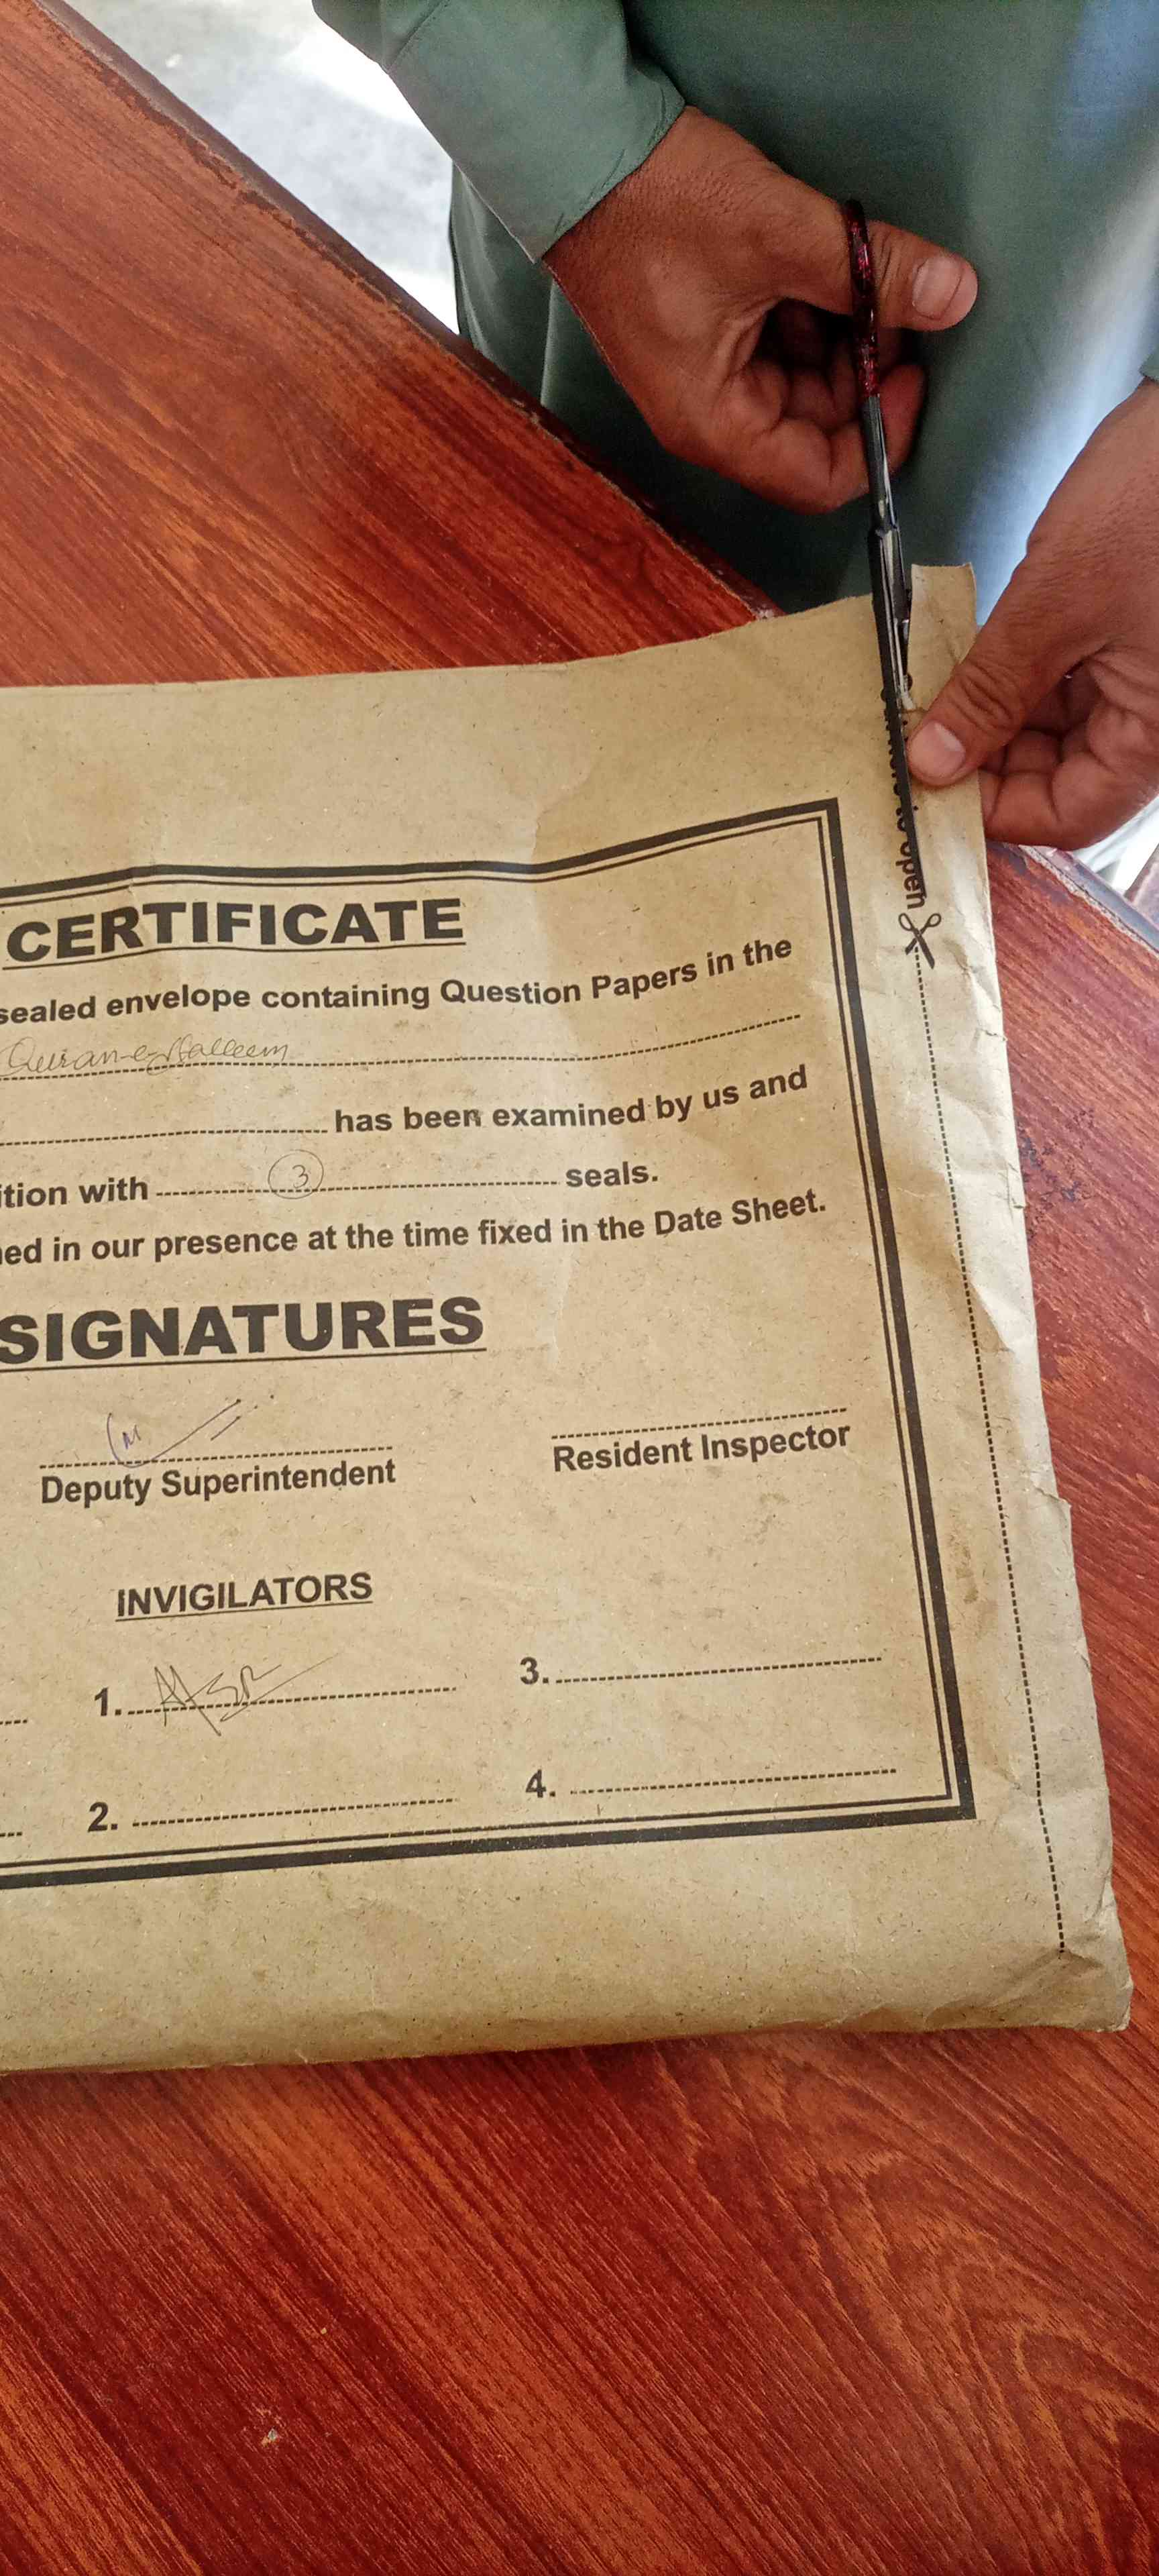 CERTIFICATE
sealed envelope containing Question Papers in the
Quran-e-Hakeem
has been examined by us and
ition with 3 seals.
ned in our presence at the time fixed in the Date Sheet.
SIGNATURES
Deputy Superintendent
Resident Inspector
INVIGILATORS
1.
3.
2.
4.
to open